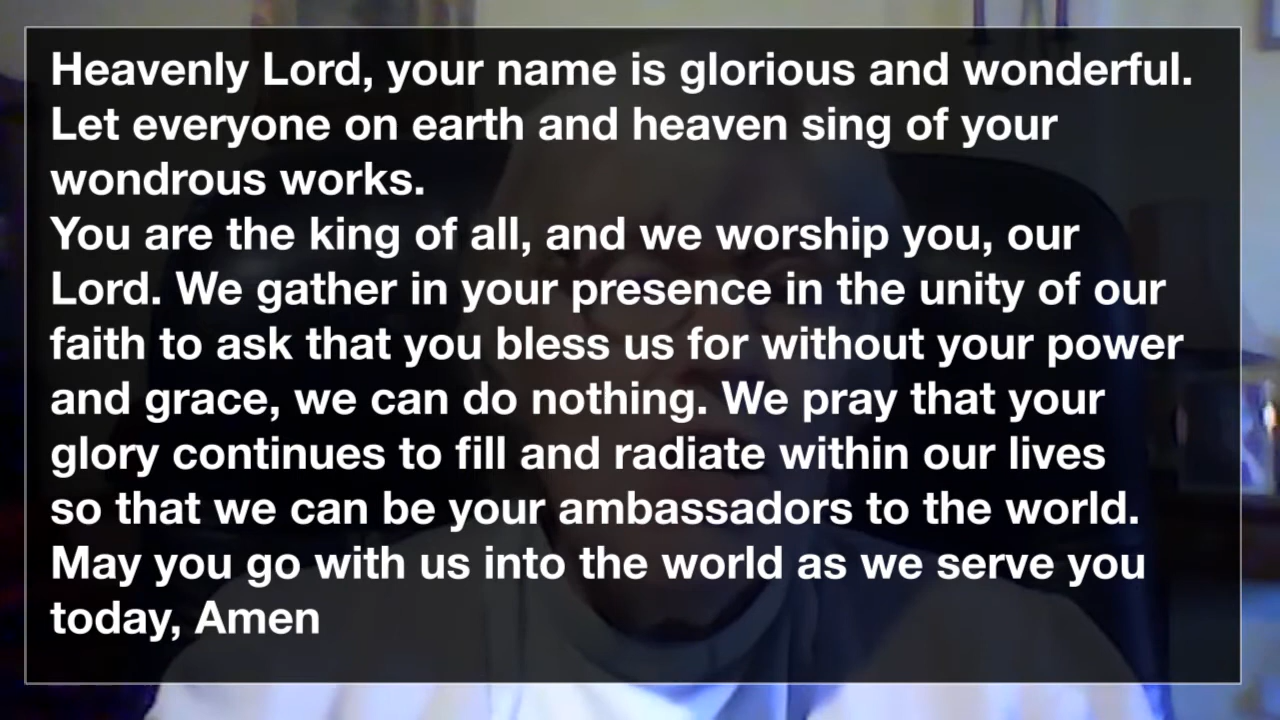 Heavenly Lord, your name is glorious and wonderful.
Let everyone on earth and heaven sing of your
wondrous works.
You are the king of all, and we worship you, our
Lord. We gather in your presence in the unity of our
faith to ask that you bless us for without your power
and grace, we can do nothing. We pray that your
glory continues to fill and radiate within our lives
so that we can be your ambassadors to the world.
May you go with us into the world as we serve you
today, Amen